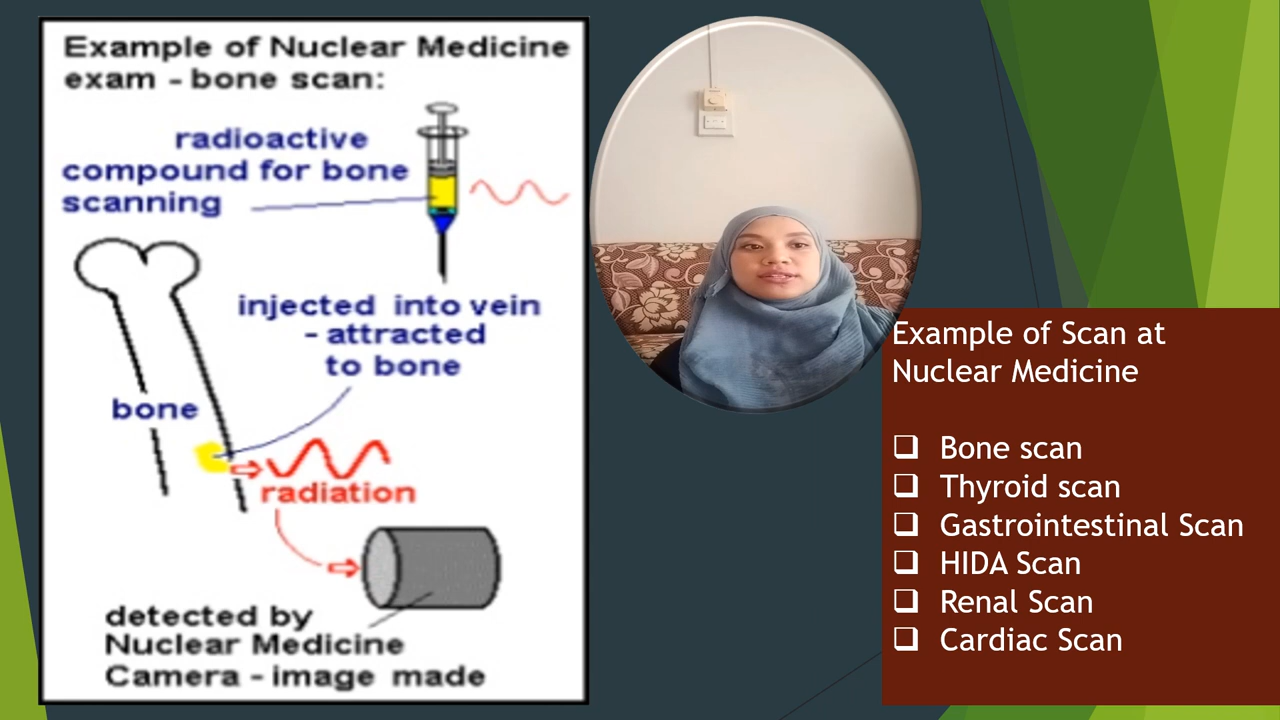 Example of Nuclear Medicine
exam - bone scan:
radioactive
compound for bone
scanning
injected into vein
- attracted
to bone
bone
radiation
detected by
Nuclear Medicine
Camera - image made
Example of Scan at
Nuclear Medicine
❑ Bone scan
❑ Thyroid scan
❑ Gastrointestinal Scan
❑ HIDA Scan
❑ Renal Scan
❑ Cardiac Scan